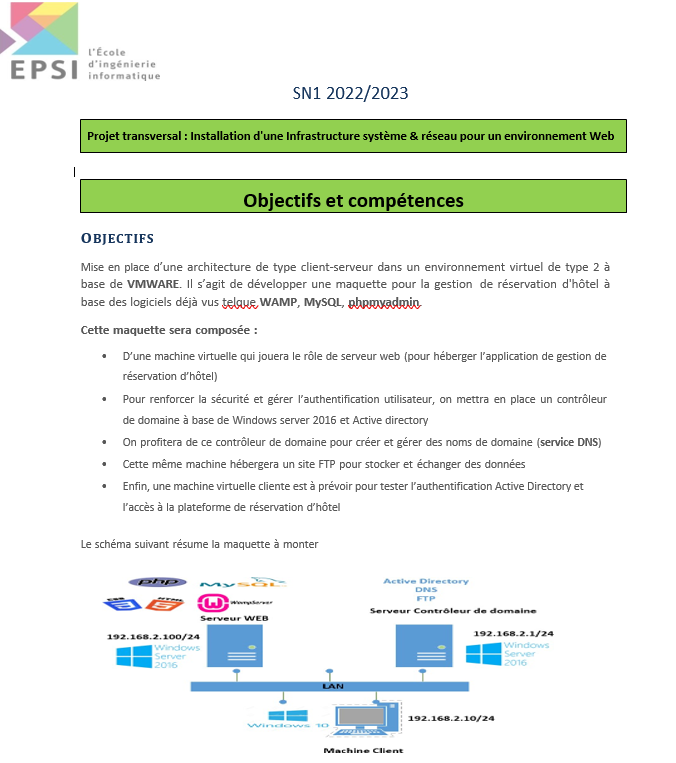 EPSI
l'École
d'ingénierie
informatique
SN1 2022/2023
Projet transversal : Installation d'une Infrastructure système & réseau pour un environnement Web
Objectifs et compétences
OBJECTIFS
Mise en place d'une architecture de type client-serveur dans un environnement virtuel de type 2 à
base de VMWARE. Il s'agit de développer une maquette pour la gestion de réservation d'hôtel à
base des logiciels déjà vus telque WAMP, MySQL, phpmyadmin.
Cette maquette sera composée :
• D'une machine virtuelle qui jouera le rôle de serveur web (pour héberger l'application de gestion de
réservation d'hôtel)
• Pour renforcer la sécurité et gérer l'authentification utilisateur, on mettra en place un contrôleur
de domaine à base de Windows server 2016 et Active directory
• On profitera de ce contrôleur de domaine pour créer et gérer des noms de domaine (service DNS)
• Cette même machine hébergera un site FTP pour stocker et échanger des données
• Enfin, une machine virtuelle cliente est à prévoir pour tester l'authentification Active Directory et
l'accès à la plateforme de réservation d'hôtel
Le schéma suivant résume la maquette à monter
php
MySQL
CSS
HTML
WampServer
Serveur WEB
192.168.2.100/24
Windows
Server
2016
Active Directory
DNS
FTP
Serveur Contrôleur de domaine
192.168.2.1/24
Windows
Server
2016
LAN
Windows 10
192.168.2.10/24
Machine Client